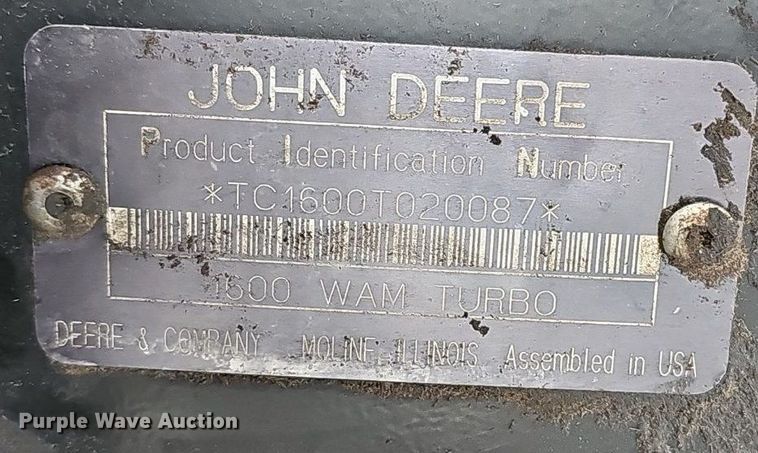 JOHN DEERE
Product Identification Number
*TC1600T020087*
1600 WAM TURBO
DEERE & COMPANY MOLINE, ILLINOIS Assembled in USA
Purple Wave Auction